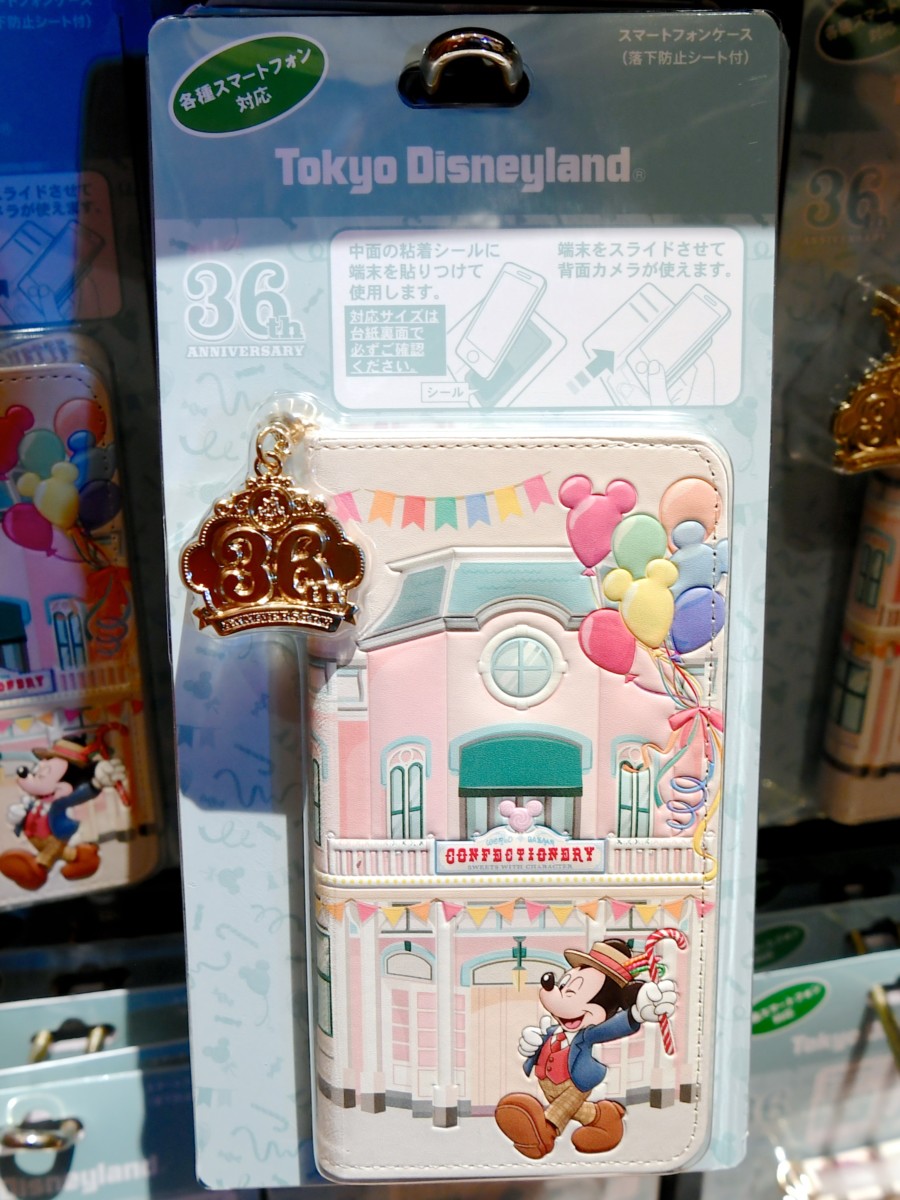 各種スマートフォン
対応
スマートフォンケース
(落下防止シート付)
Tokyo Disneyland®
36th
ANNIVERSARY
中面の粘着シールに
端末を貼りつけて
使用します。
対応サイズは
台紙裏面で
必ずご確認
ください。
シール
端末をスライドさせて
背面カメラが使えます。
36th
ANNIVERSARY
WORLD BAZAAR
CONFECTIONERY
SWEETS WITH CHARACTER
36th
ANNIVERSARY